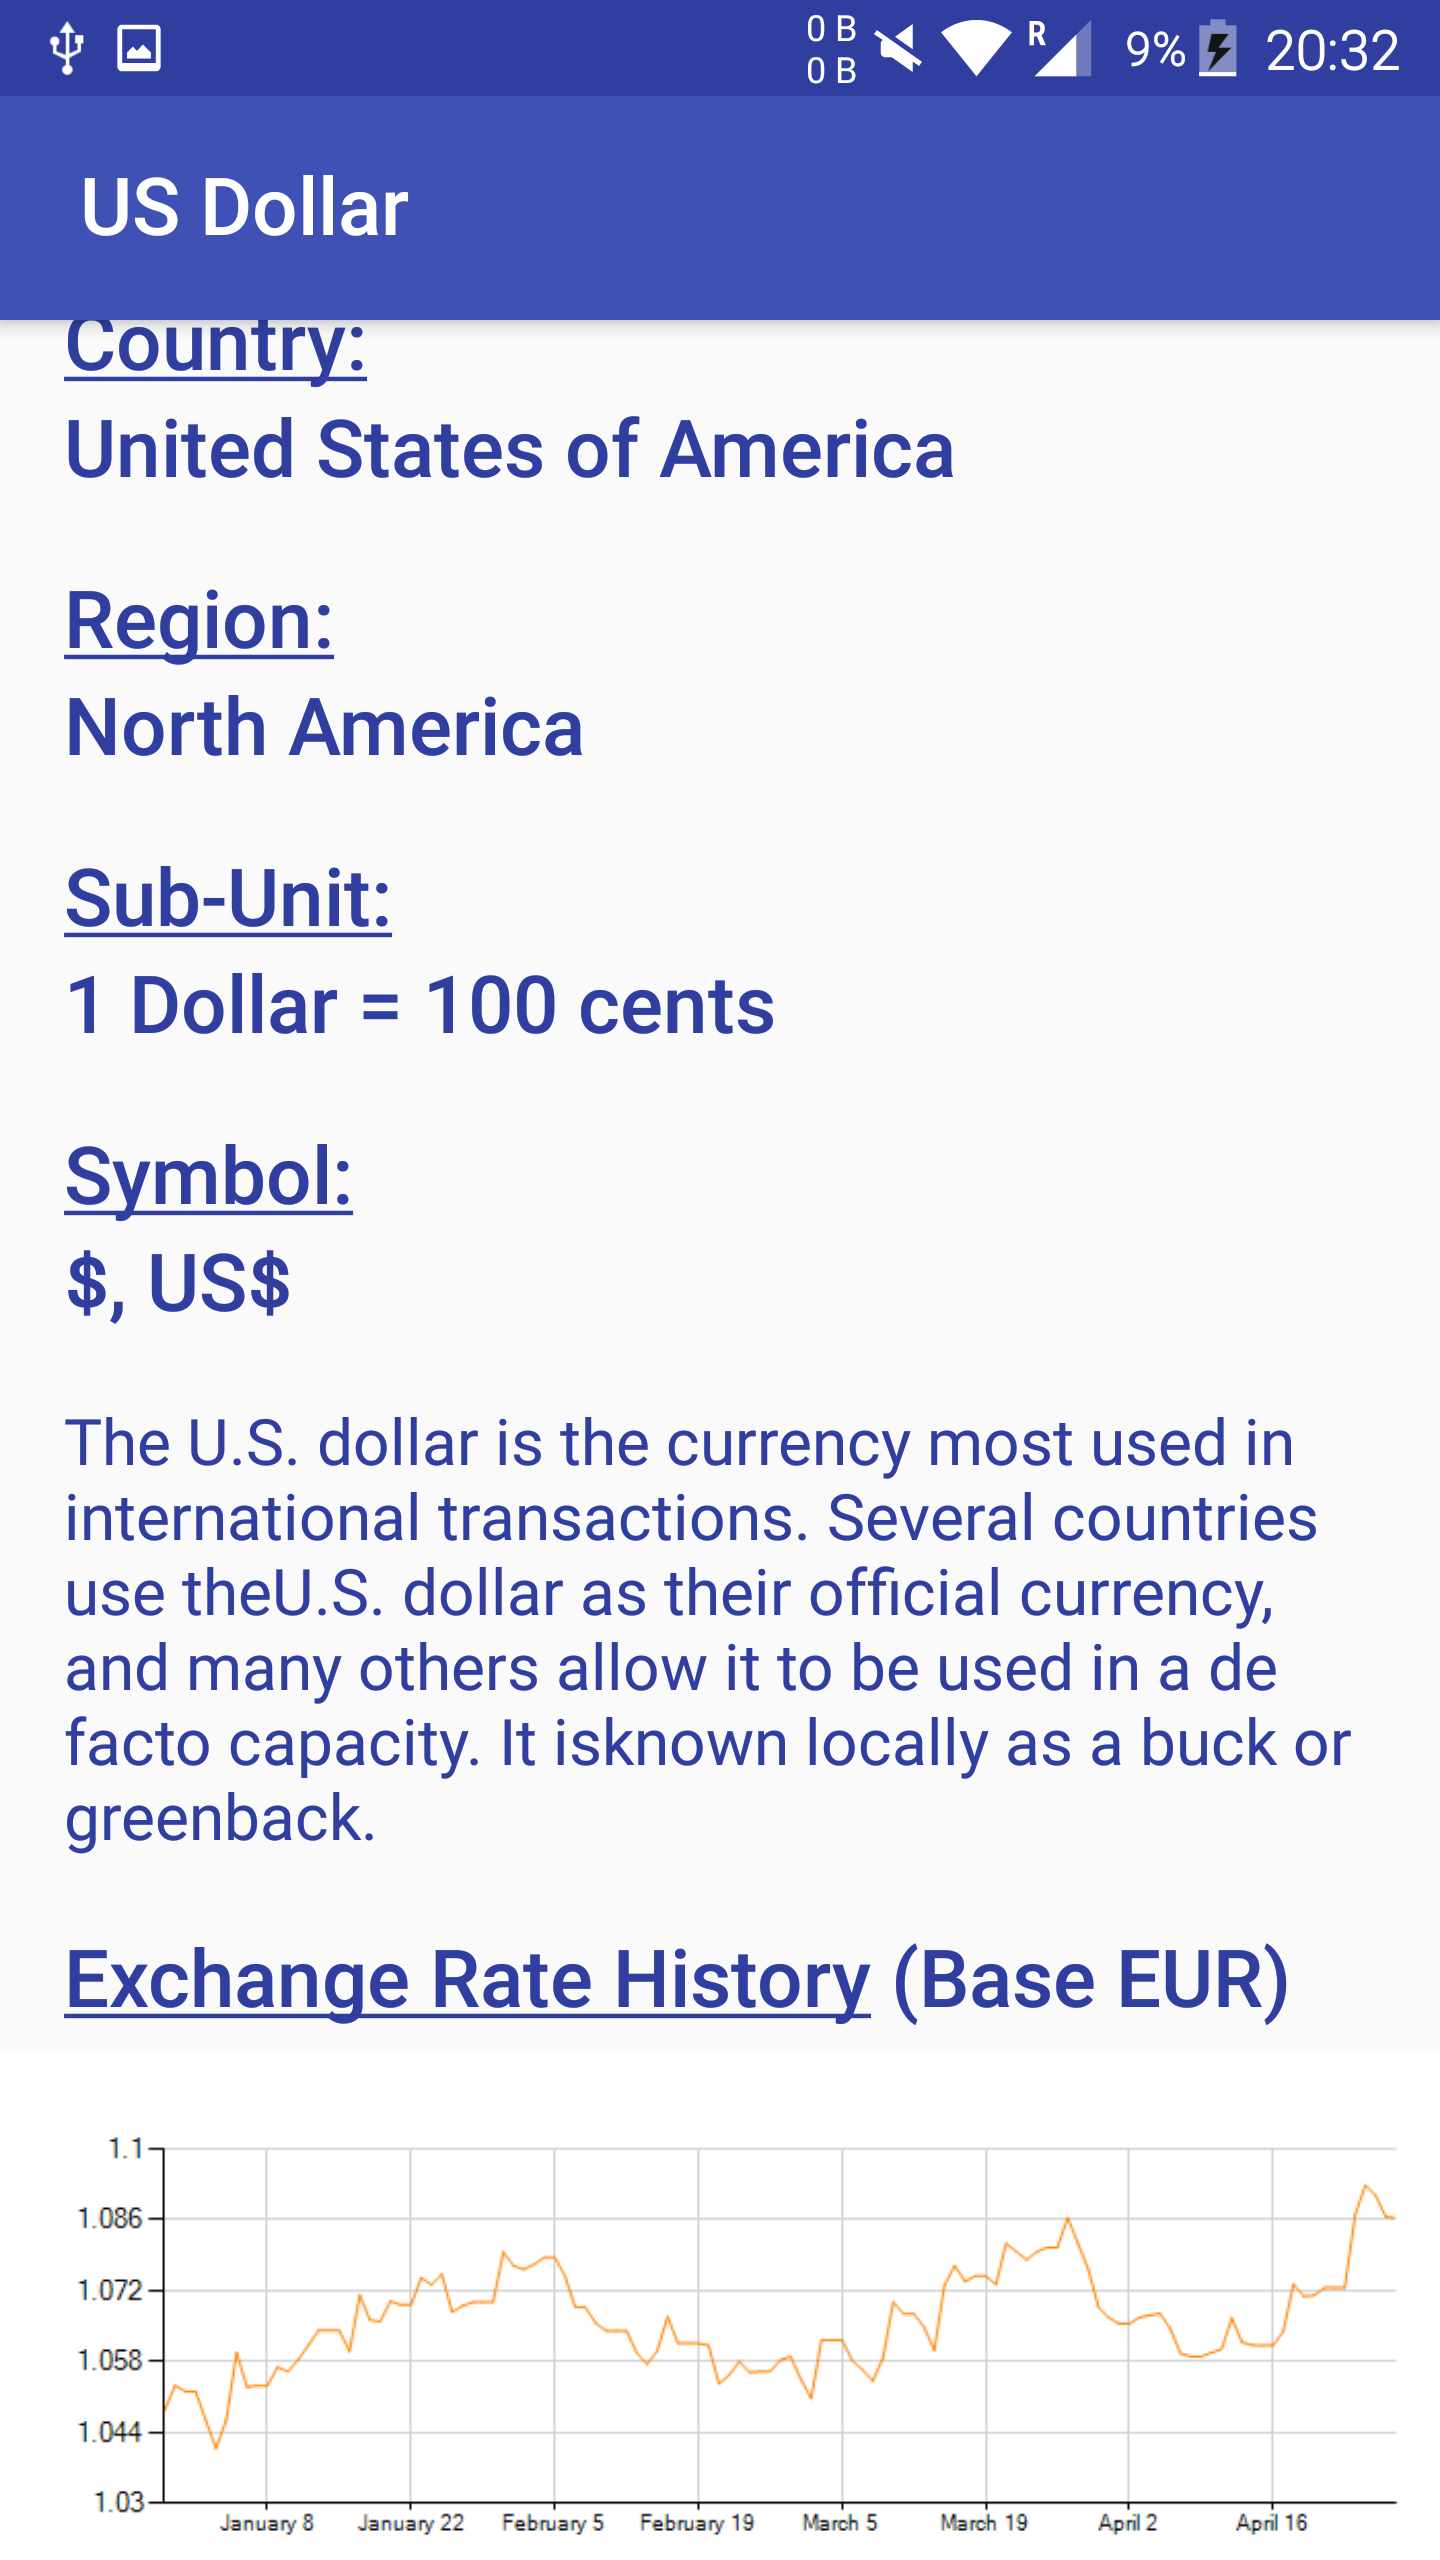 0 B
0 B
R
9%
20:32
US Dollar
Country:
United States of America
Region:
North America
Sub-Unit:
1 Dollar = 100 cents
Symbol:
$, US$
The U.S. dollar is the currency most used in
international transactions. Several countries
use theU.S. dollar as their official currency,
and many others allow it to be used in a de
facto capacity. It isknown locally as a buck or
greenback.
Exchange Rate History (Base EUR)
1.1
1.086
1.072
1.058
1.044
1.03
January 8 January 22 February 5 February 19 March 5 March 19 April 2 April 16